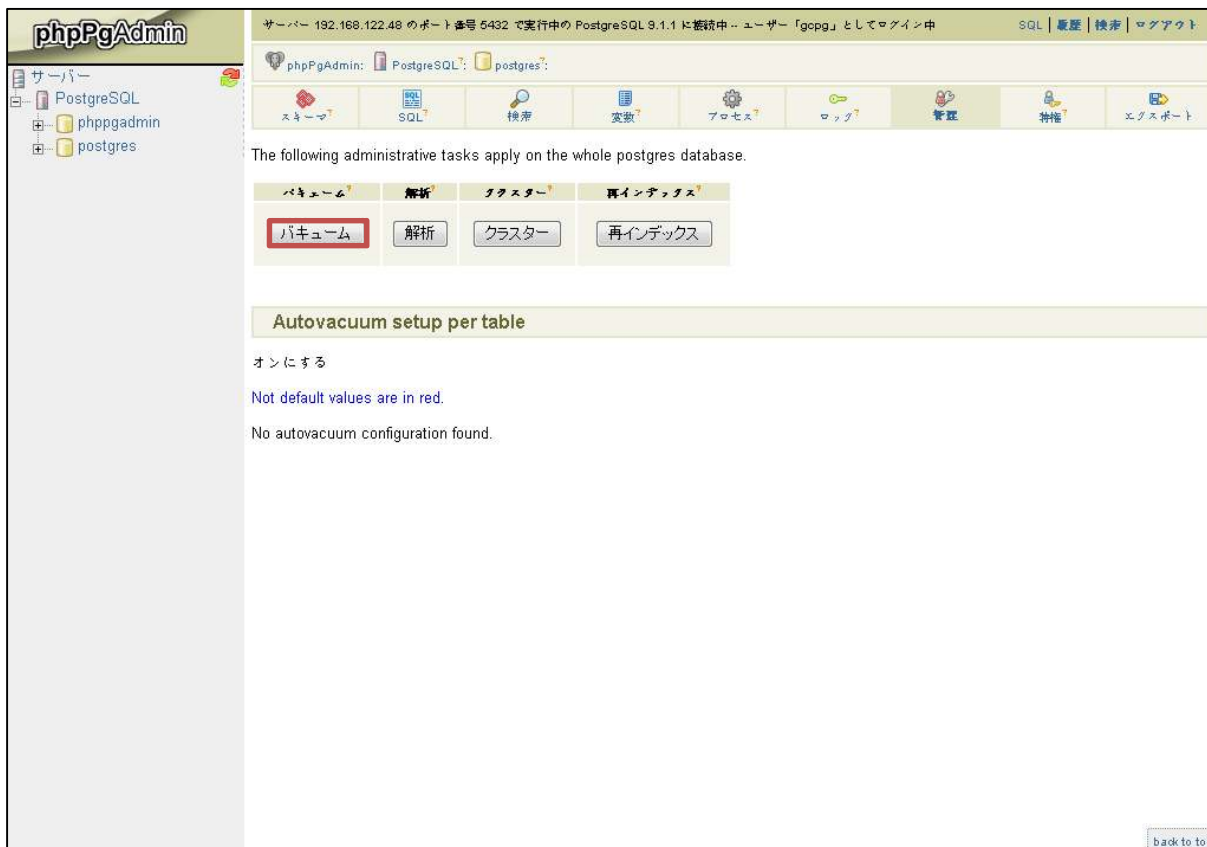 phpPgAdmin
サーバー 192.168.122.48 のポート番号 5432 で実行中の PostgreSQL 9.1.1 に接続中 -- ユーザー「gopg」としてログイン中
SQL | 履歴 | 検索 | ログアウト
phpPgAdmin: PostgreSQL?: postgres?:
サーバー
PostgreSQL
phppgadmin
postgres
スキーマ? SQL? 検索 変数? プロセス? ロック? 管理 特権? エクスポート
The following administrative tasks apply on the whole postgres database.
バキューム? 解析? クラスター? 再インデックス?
バキューム 解析 クラスター 再インデックス
Autovacuum setup per table
オンにする
Not default values are in red.
No autovacuum configuration found.
back to to